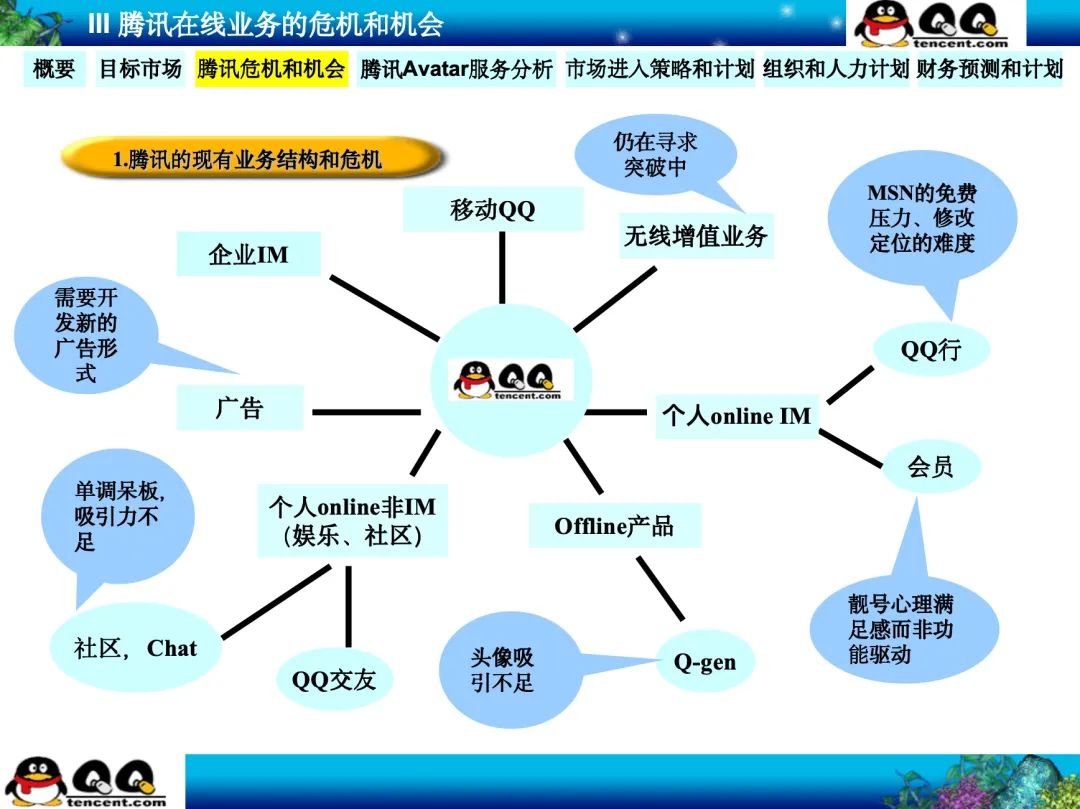 III 腾讯在线业务的危机和机会
QQ
tencent.com
概要 目标市场 腾讯危机和机会 腾讯Avatar服务分析 市场进入策略和计划 组织和人力计划 财务预测和计划
1.腾讯的现有业务结构和危机
仍在寻求
突破中
MSN的免费
压力、修改
定位的难度
移动QQ
无线增值业务
企业IM
需要开
发新的
广告形
式
QQ行
QQ
tencent.com
广告
个人online IM
会员
单调呆板,
吸引力不
足
个人online非IM
(娱乐、社区)
Offline产品
靓号心理满
足感而非功
能驱动
社区，Chat
QQ交友
头像吸
引不足
Q-gen
QQ
tencent.com